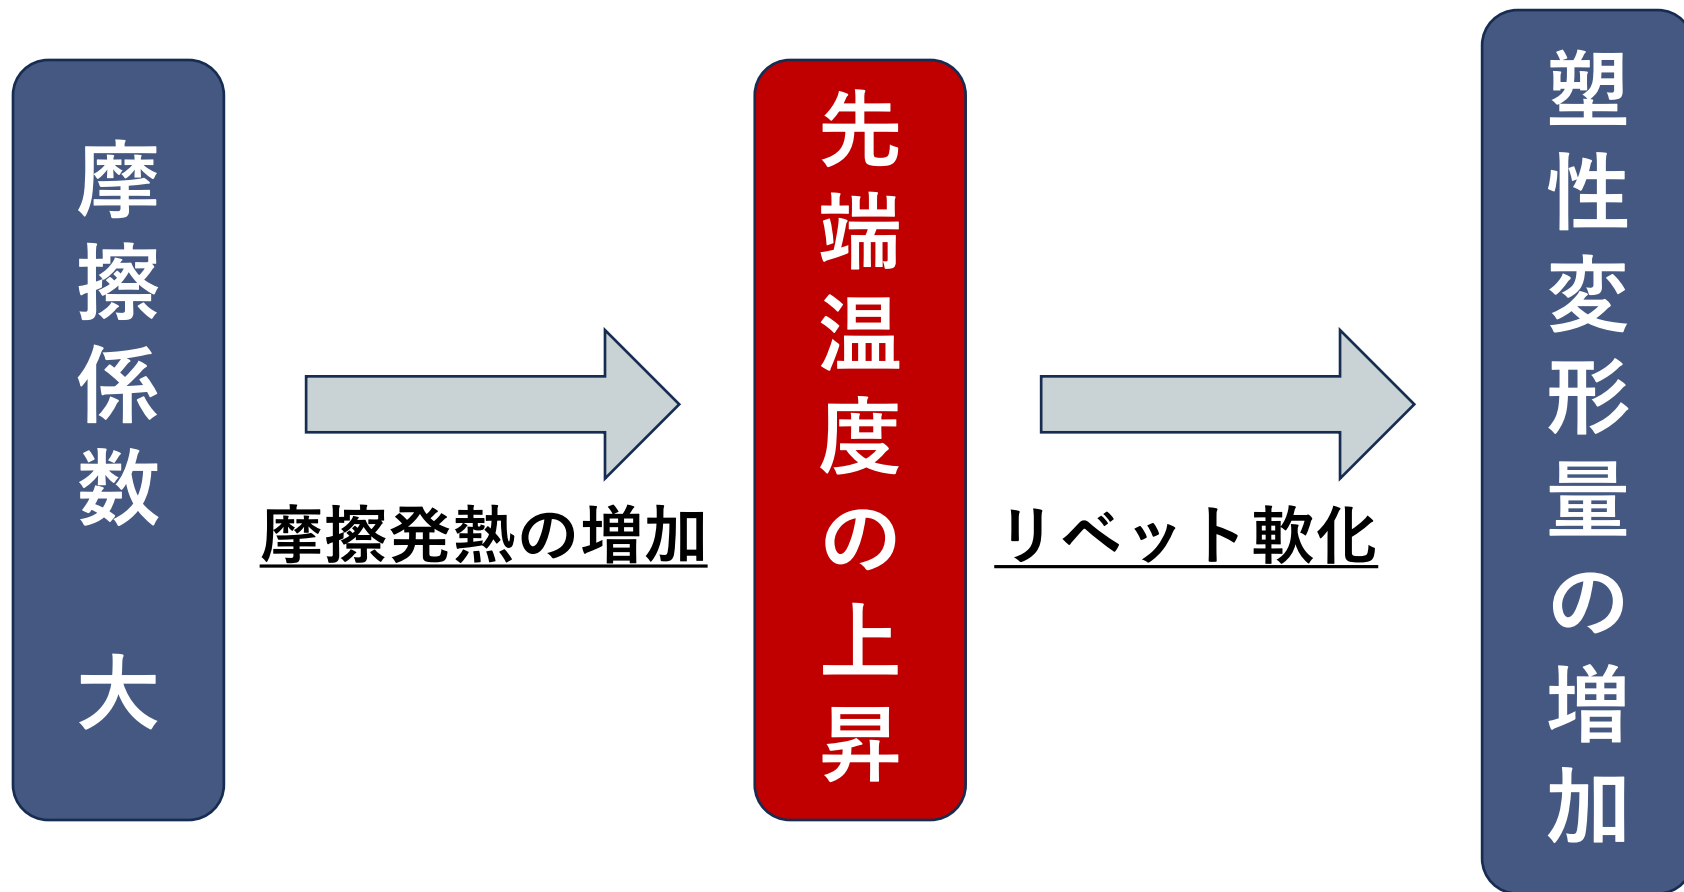 摩擦係数　大
摩擦発熱の増加
先端温度の上昇
リベット軟化
塑性変形量の増加